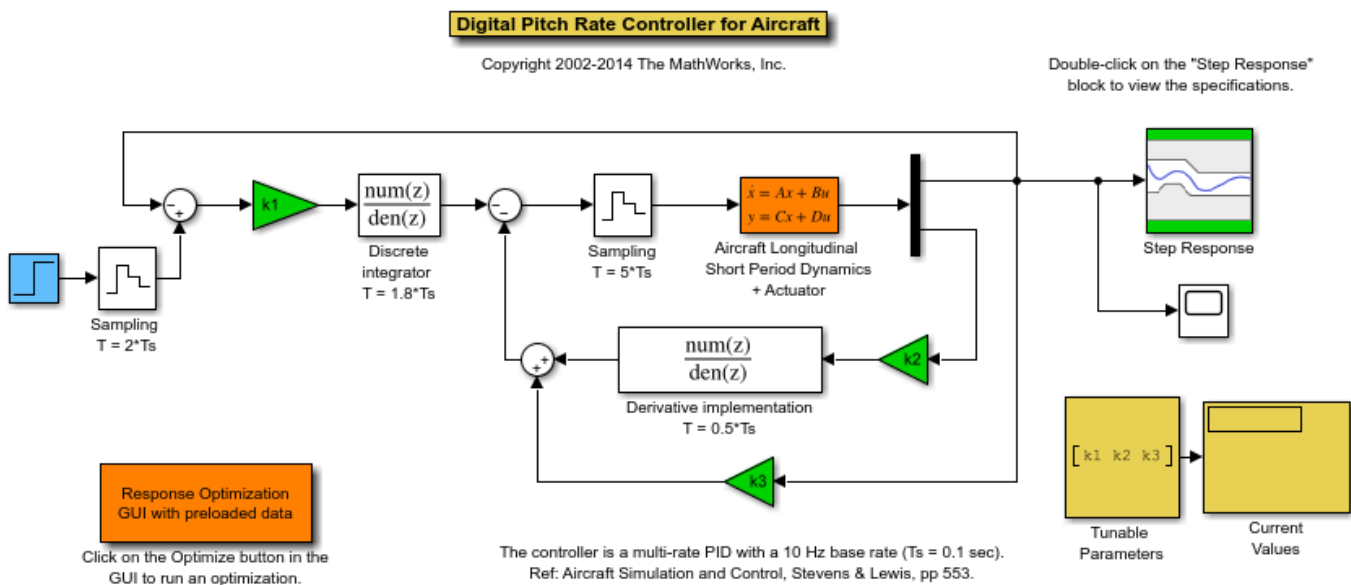 Digital Pitch Rate Controller for Aircraft
Copyright 2002-2014 The MathWorks, Inc.
Double-click on the "Step Response"
block to view the specifications.
k1
num(z)
den(z)
Discrete
integrator
T = 1.8*Ts
Sampling
T = 2*Ts
Sampling
T = 5*Ts
ẋ = Ax + Bu
y = Cx + Du
Aircraft Longitudinal
Short Period Dynamics
+ Actuator
Step Response
num(z)
den(z)
Derivative implementation
T = 0.5*Ts
k2
k3
[ k1 k2 k3 ]
Tunable
Parameters
Current
Values
Response Optimization
GUI with preloaded data
Click on the Optimize button in the
GUI to run an optimization.
The controller is a multi-rate PID with a 10 Hz base rate (Ts = 0.1 sec).
Ref: Aircraft Simulation and Control, Stevens & Lewis, pp 553.